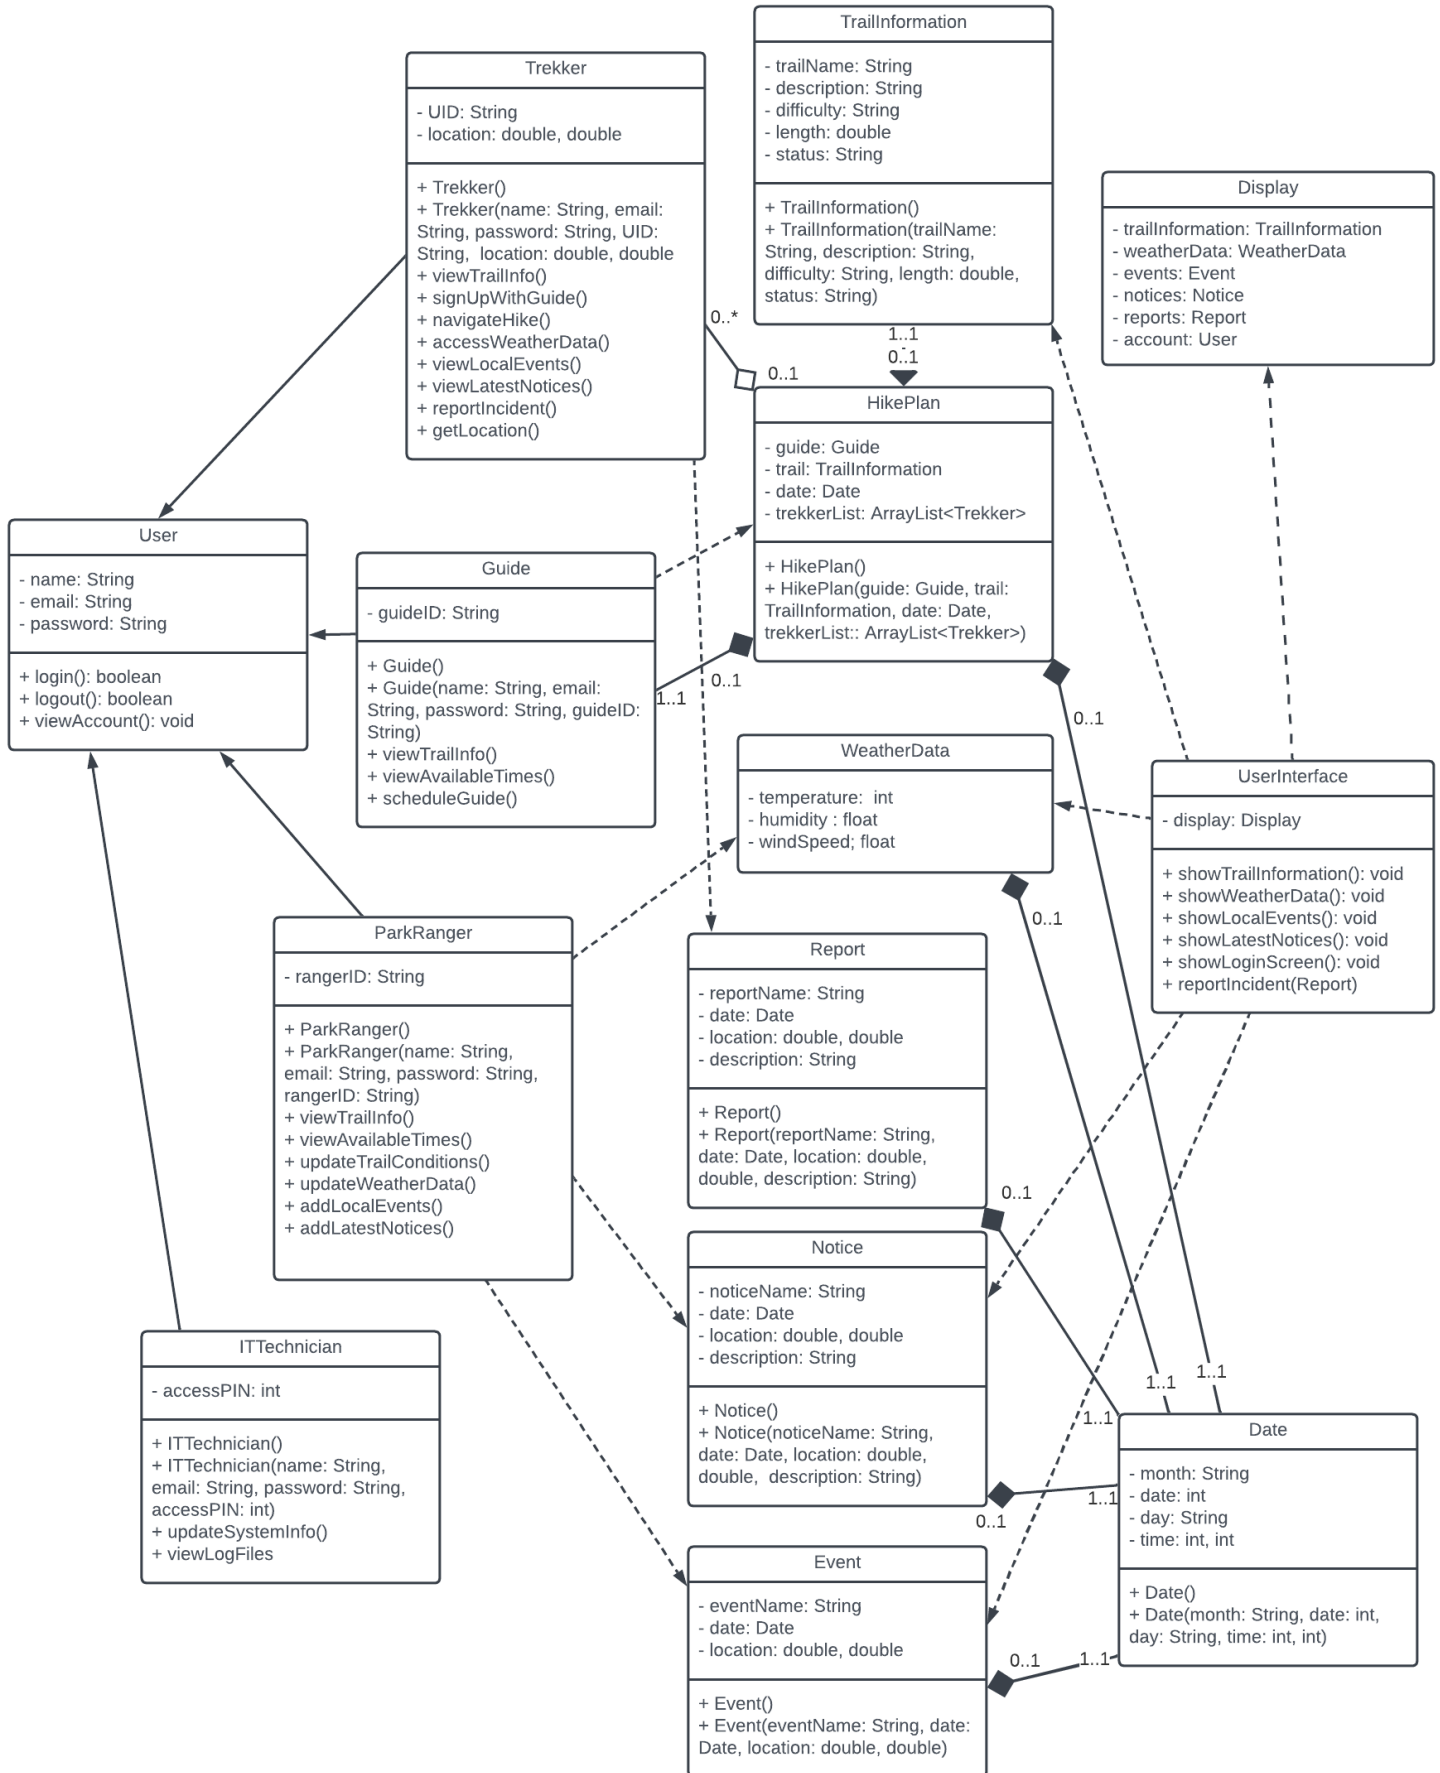 TrailInformation
- trailName: String
- description: String
- difficulty: String
- length: double
- status: String
+ TrailInformation()
+ TrailInformation(trailName:
String, description: String,
difficulty: String, length: double,
status: String)
Trekker
- UID: String
- location: double, double
+ Trekker()
+ Trekker(name: String, email:
String, password: String, UID:
String,  location: double, double
+ viewTrailInfo()
+ signUpWithGuide()
+ navigateHike()
+ accessWeatherData()
+ viewLocalEvents()
+ viewLatestNotices()
+ reportIncident()
+ getLocation()
Display
- trailInformation: TrailInformation
- weatherData: WeatherData
- events: Event
- notices: Notice
- reports: Report
- account: User
0..*
0..1
1..1
-
0..1
HikePlan
- guide: Guide
- trail: TrailInformation
- date: Date
- trekkerList: ArrayList<Trekker>
+ HikePlan()
+ HikePlan(guide: Guide, trail:
TrailInformation, date: Date,
trekkerList:: ArrayList<Trekker>)
User
- name: String
- email: String
- password: String
+ login(): boolean
+ logout(): boolean
+ viewAccount(): void
Guide
- guideID: String
+ Guide()
+ Guide(name: String, email:
String, password: String, guideID:
String)
+ viewTrailInfo()
+ viewAvailableTimes()
+ scheduleGuide()
1..1
0..1
0..1
WeatherData
- temperature:  int
- humidity : float
- windSpeed; float
0..1
UserInterface
- display: Display
+ showTrailInformation(): void
+ showWeatherData(): void
+ showLocalEvents(): void
+ showLatestNotices(): void
+ showLoginScreen(): void
+ reportIncident(Report)
ParkRanger
- rangerID: String
+ ParkRanger()
+ ParkRanger(name: String,
email: String, password: String,
rangerID: String)
+ viewTrailInfo()
+ viewAvailableTimes()
+ updateTrailConditions()
+ updateWeatherData()
+ addLocalEvents()
+ addLatestNotices()
Report
- reportName: String
- date: Date
- location: double, double
- description: String
+ Report()
+ Report(reportName: String,
date: Date, location: double,
double, description: String)
0..1
Notice
- noticeName: String
- date: Date
- location: double, double
- description: String
+ Notice()
+ Notice(noticeName: String,
date: Date, location: double,
double,  description: String)
0..1
ITTechnician
- accessPIN: int
+ ITTechnician()
+ ITTechnician(name: String,
email: String, password: String,
accessPIN: int)
+ updateSystemInfo()
+ viewLogFiles
1..1
1..1
1..1
1..1
Date
- month: String
- date: int
- day: String
- time: int, int
+ Date()
+ Date(month: String, date: int,
day: String, time: int, int)
Event
- eventName: String
- date: Date
- location: double, double
+ Event()
+ Event(eventName: String, date:
Date, location: double, double)
0..1
1..1